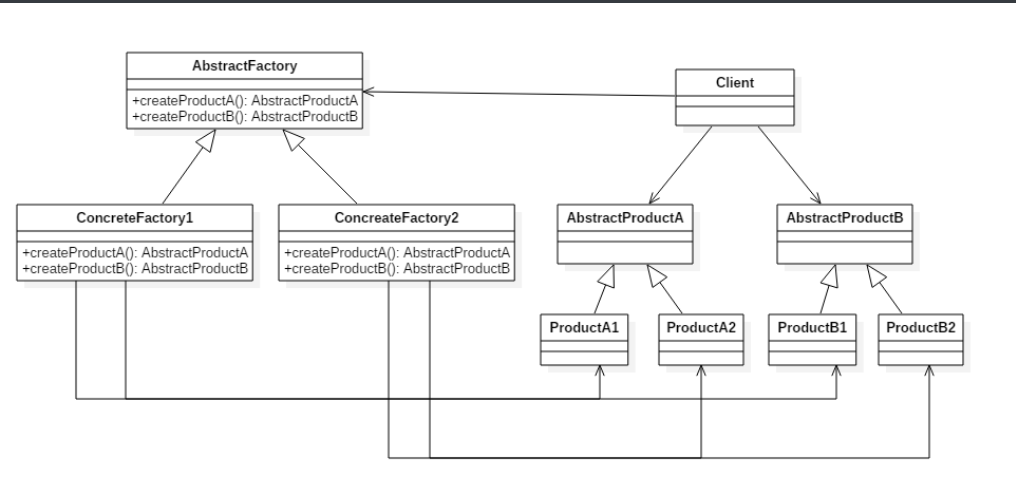 AbstractFactory
+createProductA(): AbstractProductA
+createProductB(): AbstractProductB
Client
ConcreteFactory1
+createProductA(): AbstractProductA
+createProductB(): AbstractProductB
ConcreateFactory2
+createProductA(): AbstractProductA
+createProductB(): AbstractProductB
AbstractProductA
AbstractProductB
ProductA1
ProductA2
ProductB1
ProductB2